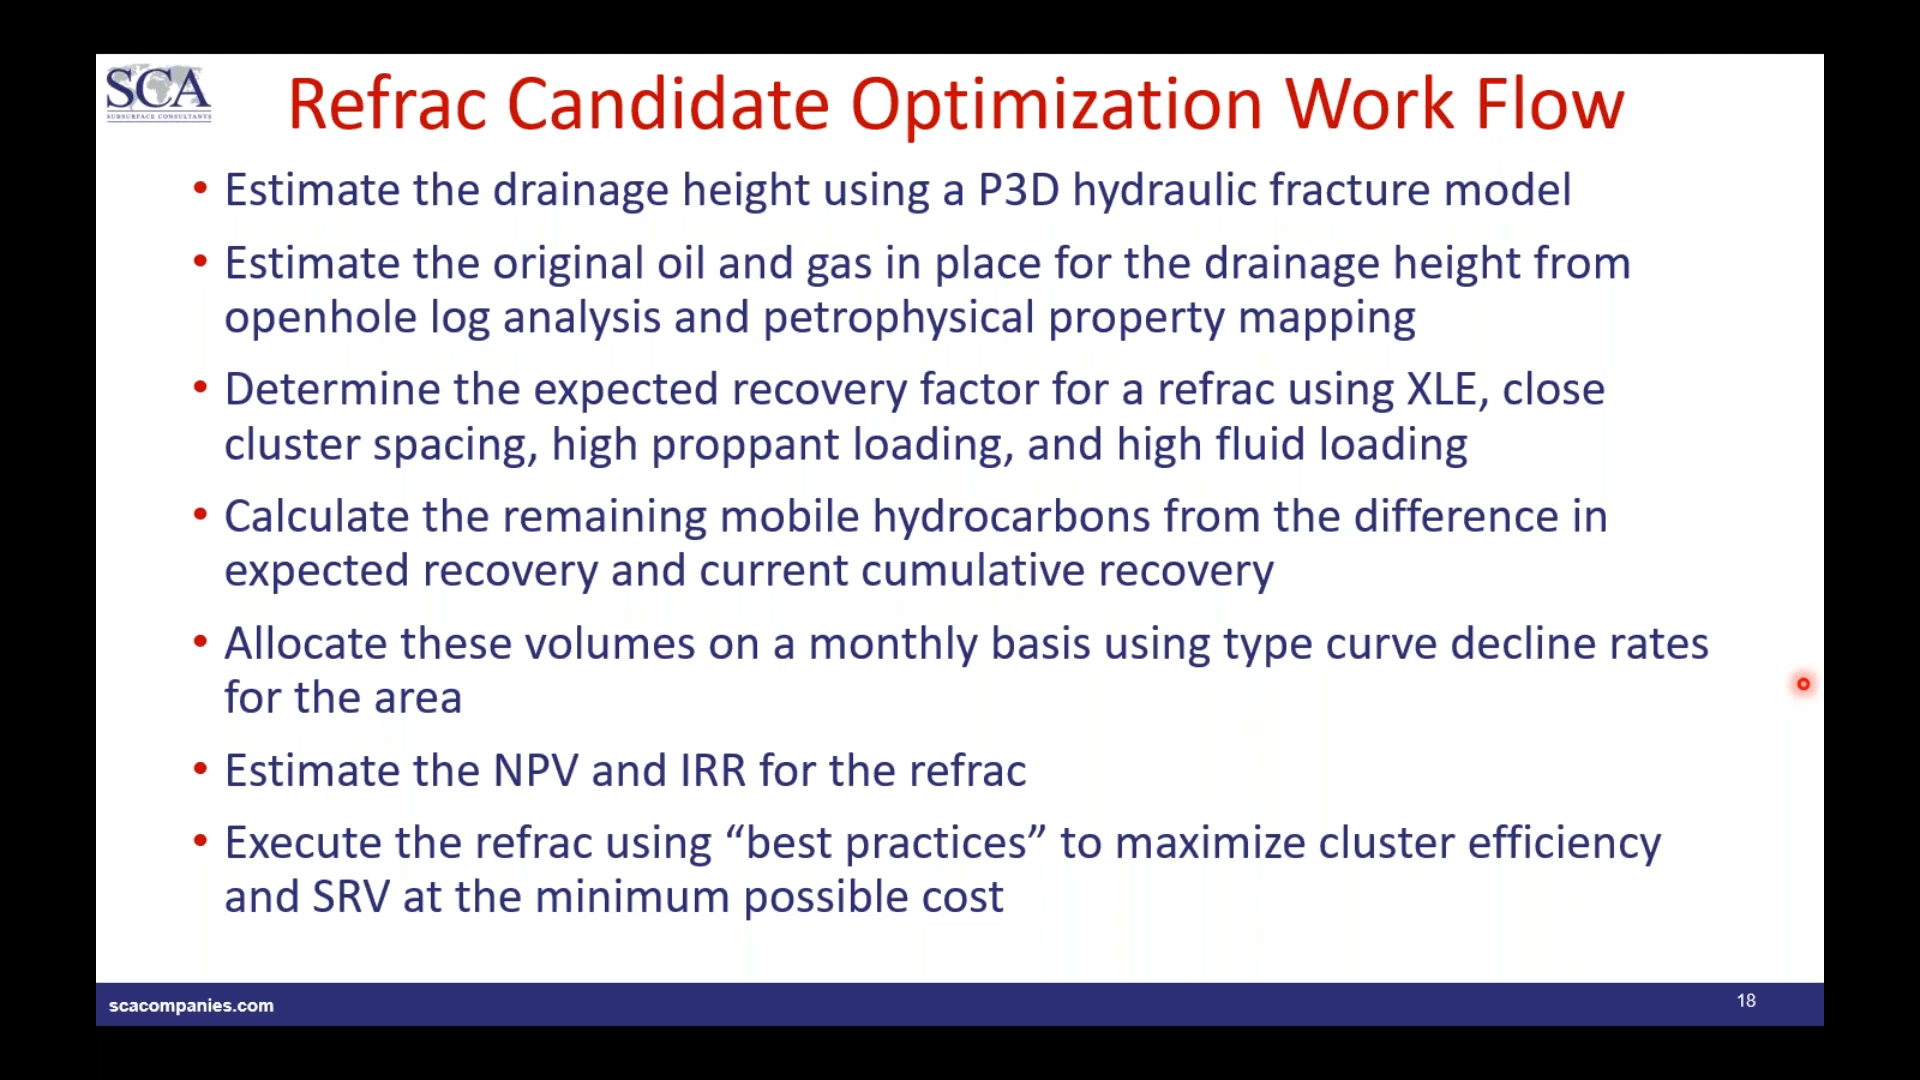 SCA
SUBSURFACE CONSULTANTS
Refrac Candidate Optimization Work Flow
• Estimate the drainage height using a P3D hydraulic fracture model
• Estimate the original oil and gas in place for the drainage height from
openhole log analysis and petrophysical property mapping
• Determine the expected recovery factor for a refrac using XLE, close
cluster spacing, high proppant loading, and high fluid loading
• Calculate the remaining mobile hydrocarbons from the difference in
expected recovery and current cumulative recovery
• Allocate these volumes on a monthly basis using type curve decline rates
for the area
• Estimate the NPV and IRR for the refrac
• Execute the refrac using “best practices” to maximize cluster efficiency
and SRV at the minimum possible cost
scacompanies.com
18